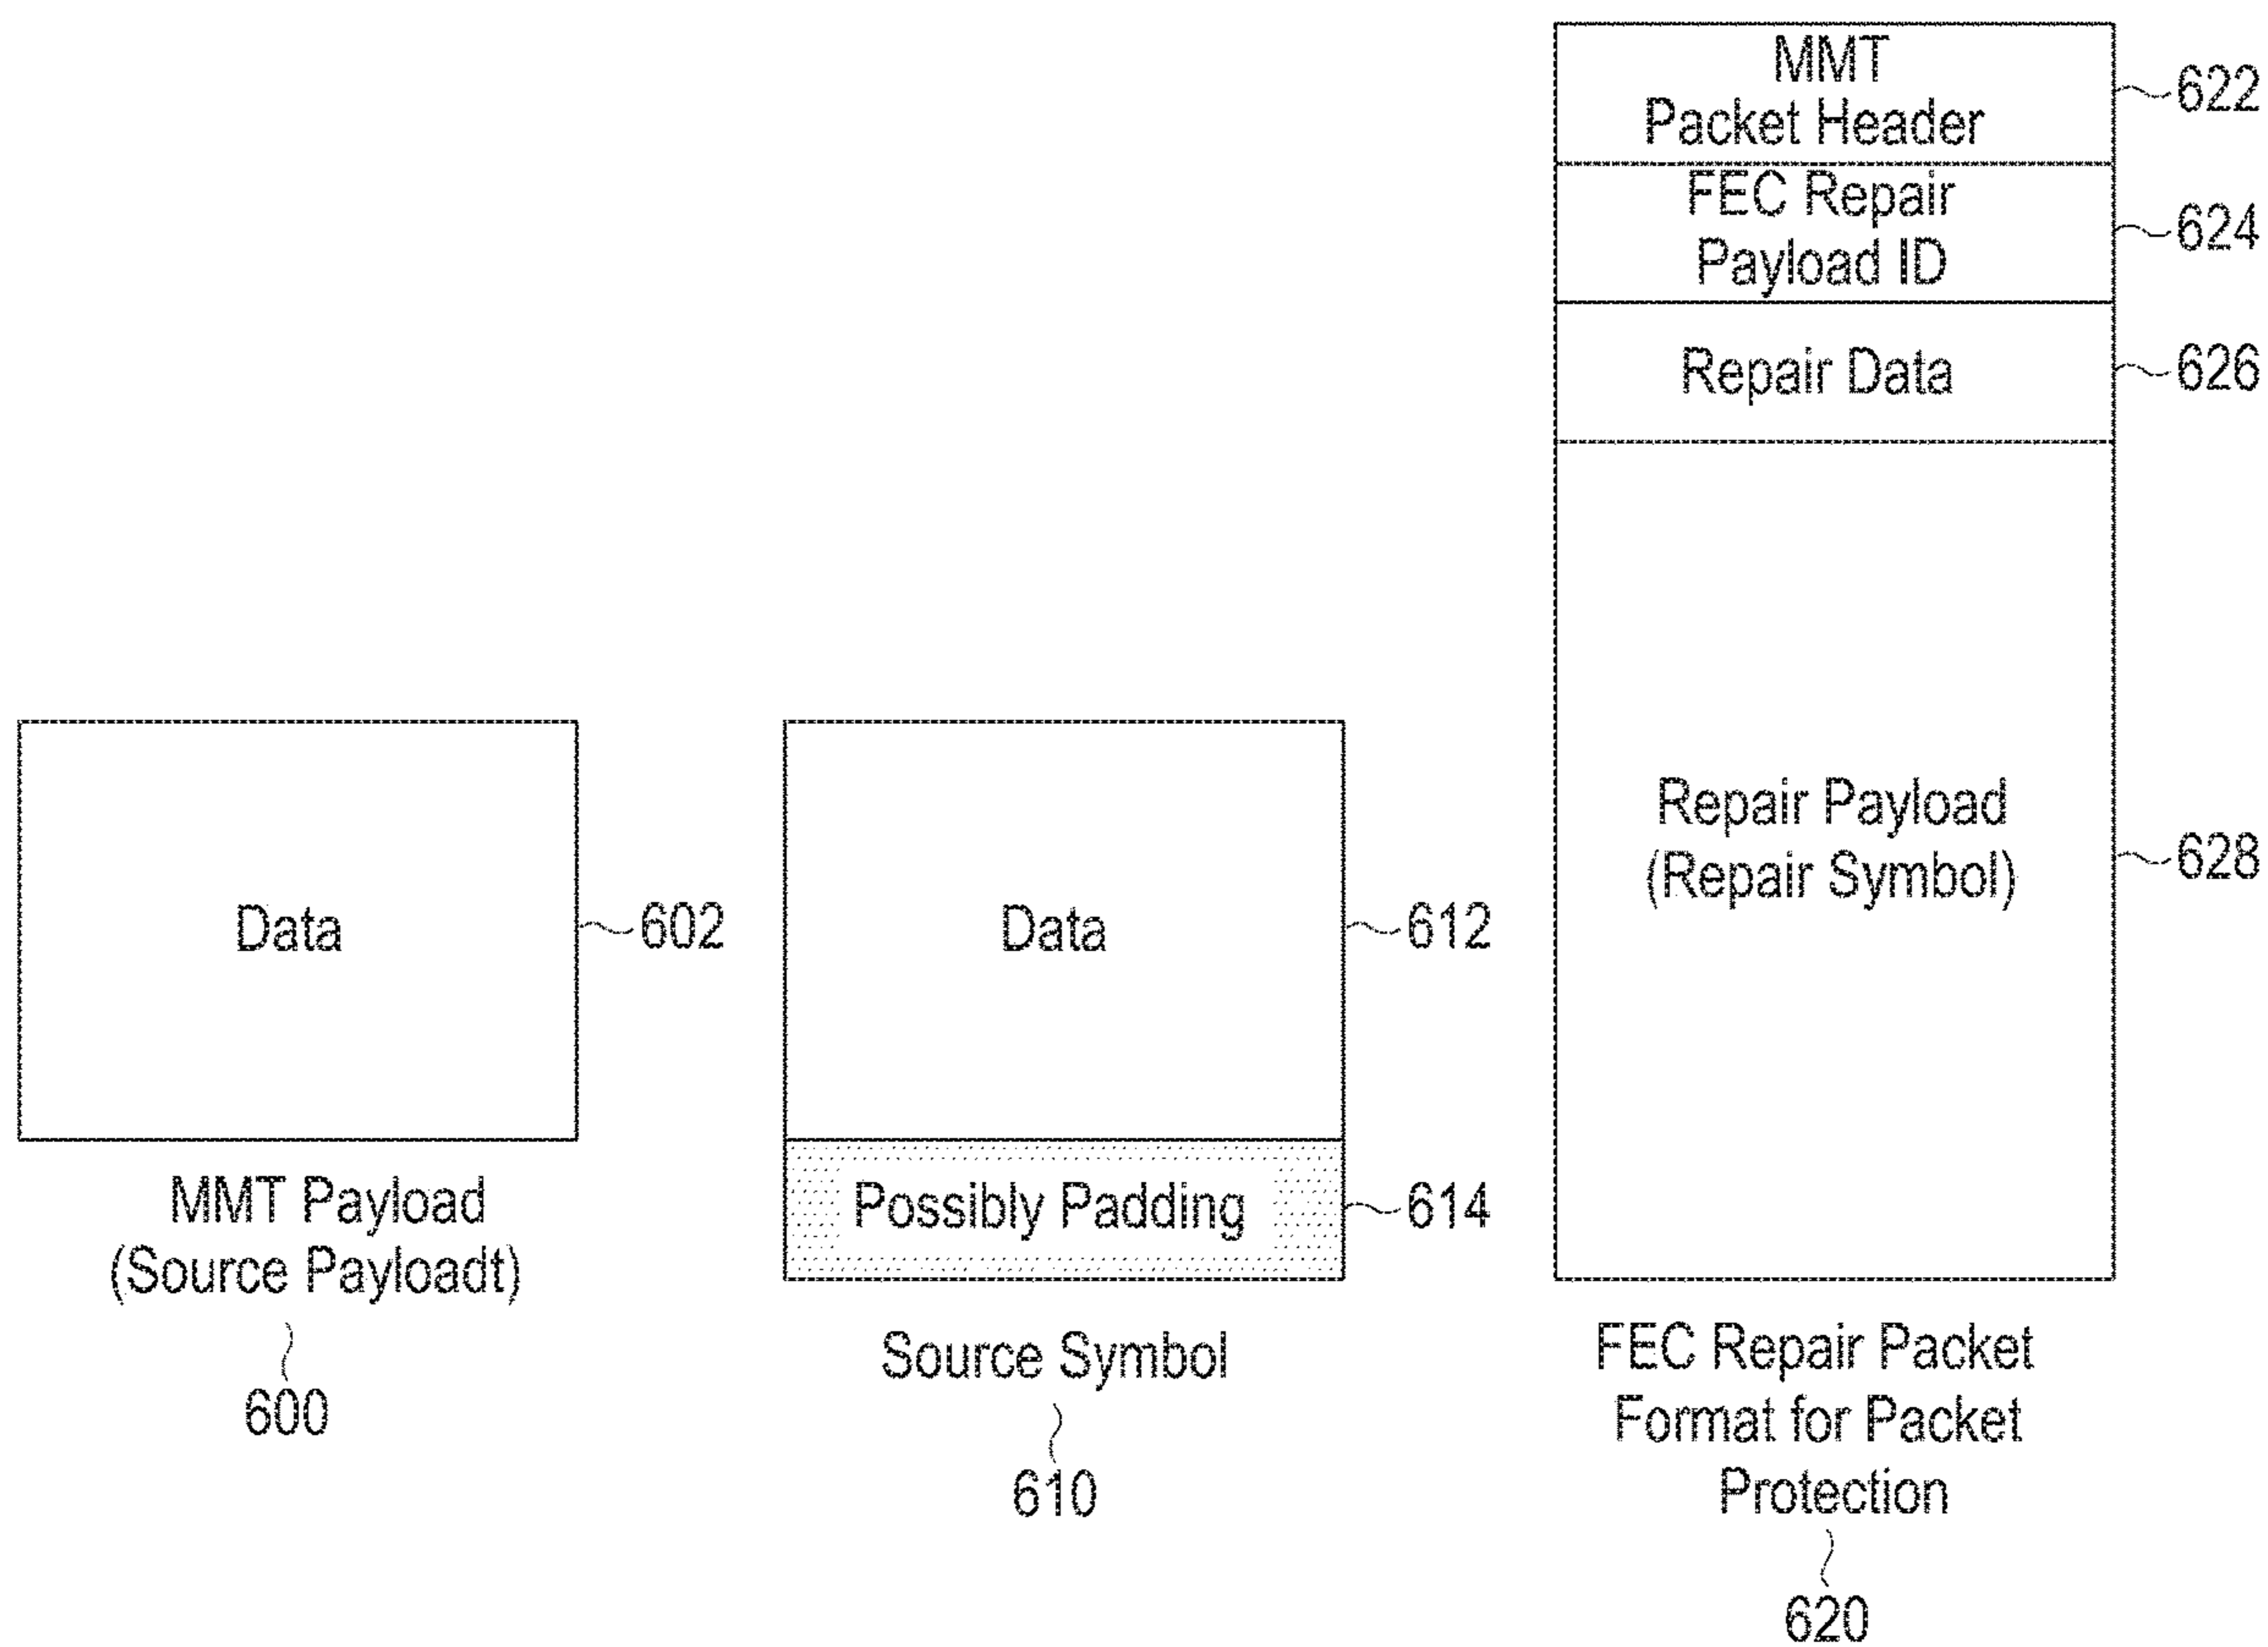 Data
602
MMT Payload
(Source Payloadt)
600
Data
612
Possibly Padding
614
Source Symbol
610
MMT
Packet Header
622
FEC Repair
Payload ID
624
Repair Data
626
Repair Payload
(Repair Symbol)
628
FEC Repair Packet
Format for Packet
Protection
620